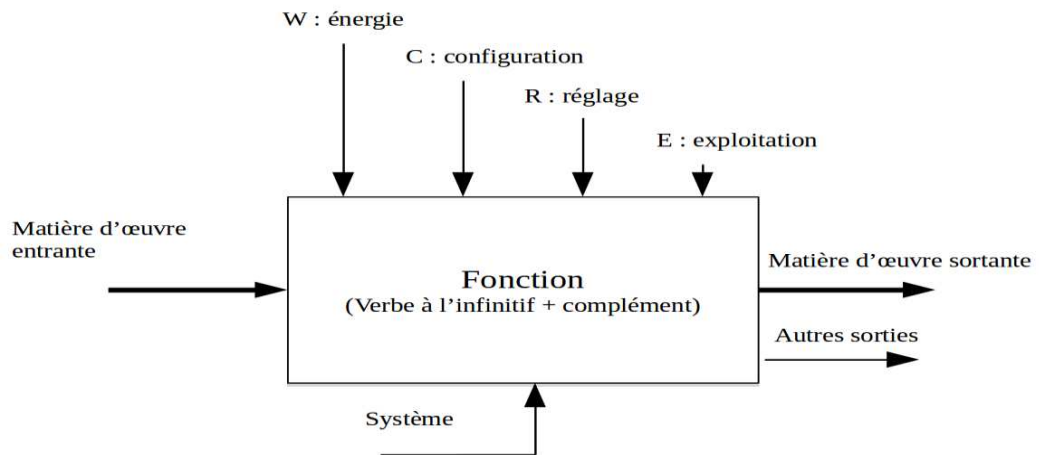 W : énergie
C : configuration
R : réglage
E : exploitation
Matière d’œuvre
entrante
Fonction
(Verbe à l’infinitif + complément)
Matière d’œuvre sortante
Autres sorties
Système